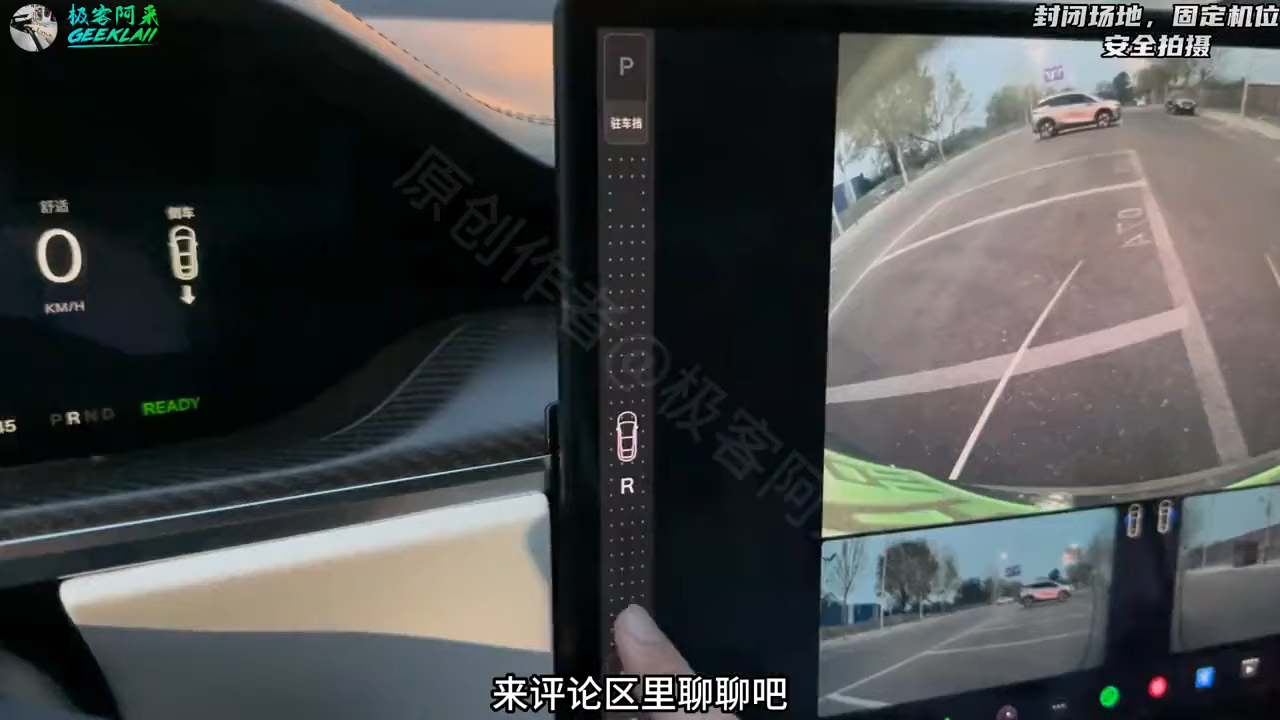 极客阿来
GEEKLAII
封闭场地，固定机位
安全拍摄
P
驻车挡
舒适
0
KM/H
倒车
45
PRND
READY
R
A70
原创作者@极客阿
来评论区里聊聊吧